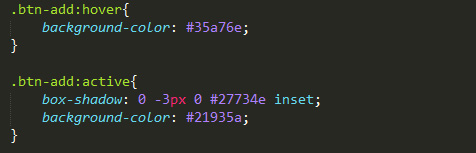 .btn-add:hover{
    background-color: #35a76e;
}

.btn-add:active{
    box-shadow: 0 -3px 0 #27734e inset;
    background-color: #21935a;
}